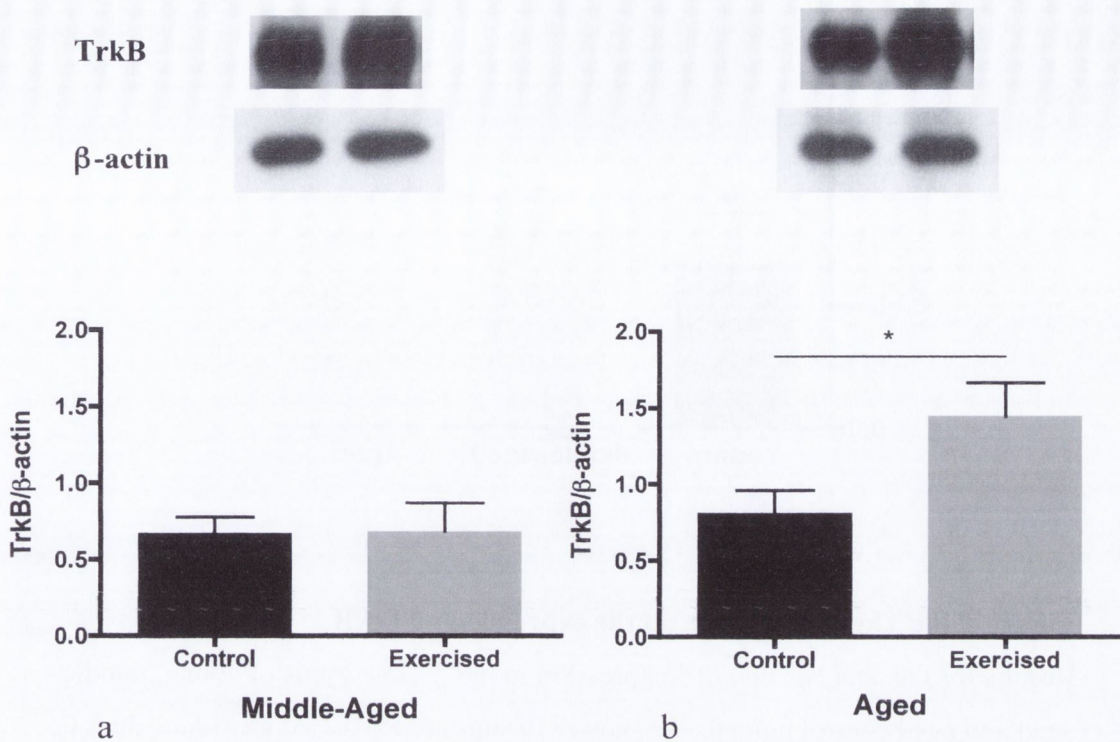 TrkB
β-actin
2.0
1.5
1.0
0.5
0.0
TrkB/β-actin
Control
Exercised
Middle-Aged
a
2.0
*
1.5
1.0
0.5
0.0
TrkB/β-actin
Control
Exercised
Aged
b